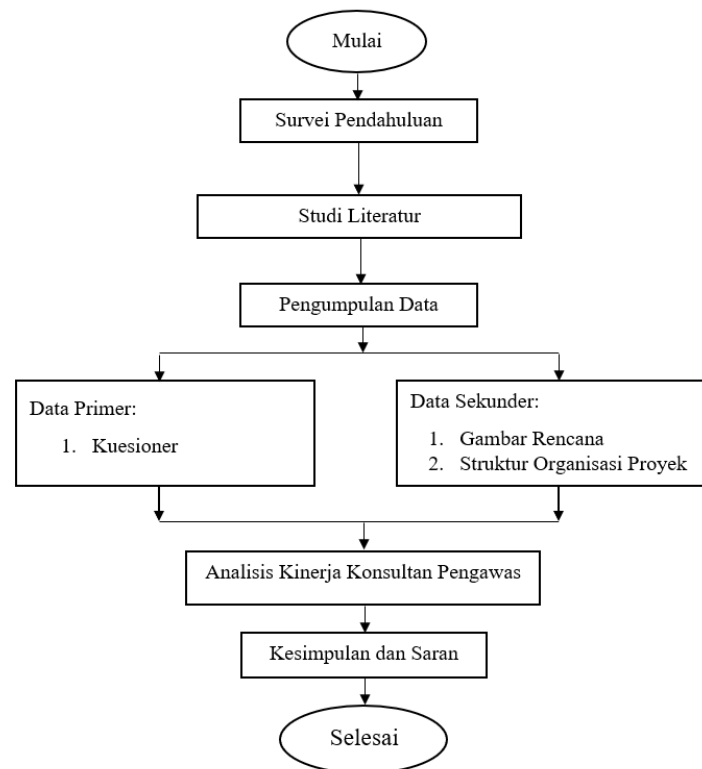 Mulai
Survei Pendahuluan
Studi Literatur
Pengumpulan Data
Data Primer:
1. Kuesioner
Data Sekunder:
1. Gambar Rencana
2. Struktur Organisasi Proyek
Analisis Kinerja Konsultan Pengawas
Kesimpulan dan Saran
Selesai